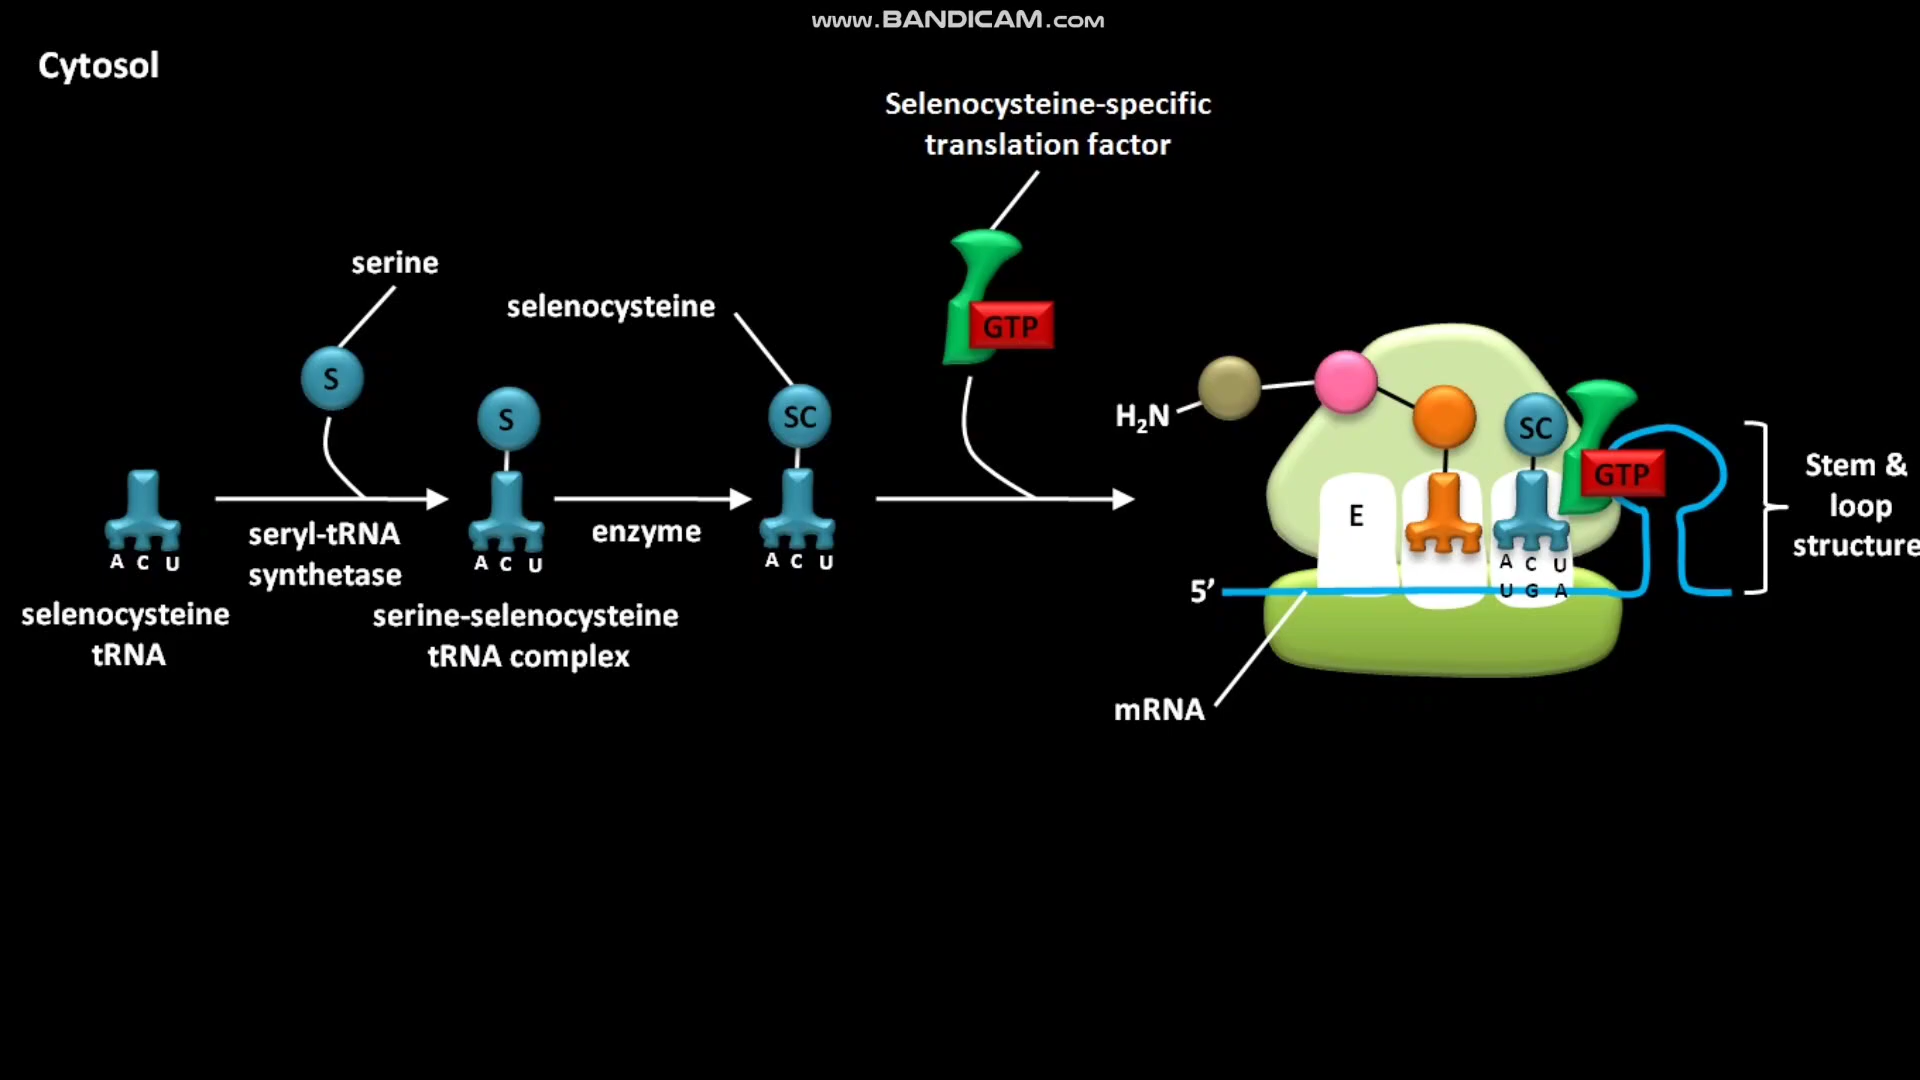 www.BANDICAM.com
Cytosol
Selenocysteine-specific
translation factor
serine
selenocysteine
S
GTP
S
SC
H₂N
SC
GTP
Stem &
loop
structure
E
seryl-tRNA
synthetase
enzyme
A C U
A C U
A C U
A C U
U G A
5’
selenocysteine
tRNA
serine-selenocysteine
tRNA complex
mRNA